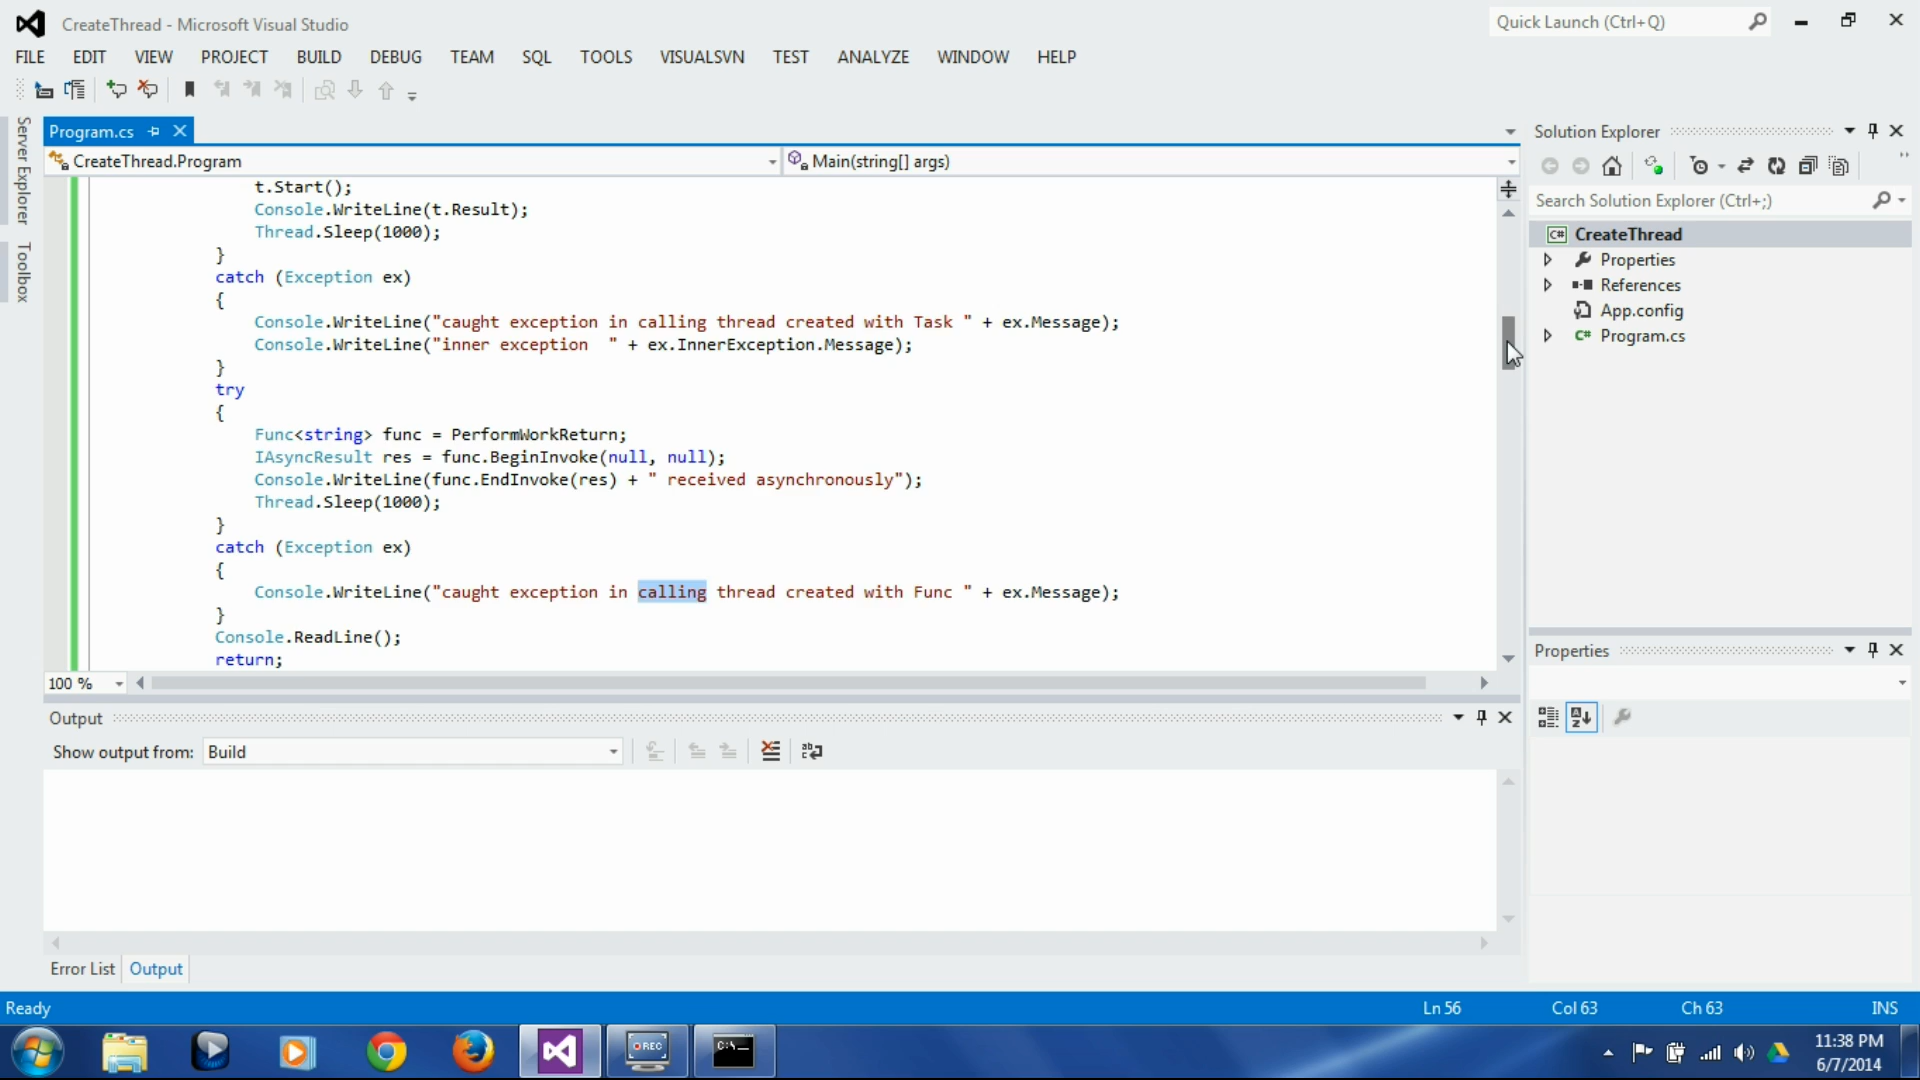 CreateThread - Microsoft Visual Studio
Quick Launch (Ctrl+Q)
FILE EDIT VIEW PROJECT BUILD DEBUG TEAM SQL TOOLS VISUALSVN TEST ANALYZE WINDOW HELP
Server Explorer
Toolbox
Program.cs
CreateThread.Program
Main(string[] args)
t.Start();
Console.WriteLine(t.Result);
Thread.Sleep(1000);
}
catch (Exception ex)
{
Console.WriteLine("caught exception in calling thread created with Task " + ex.Message);
Console.WriteLine("inner exception  " + ex.InnerException.Message);
}
try
{
Func<string> func = PerformWorkReturn;
IAsyncResult res = func.BeginInvoke(null, null);
Console.WriteLine(func.EndInvoke(res) + " received asynchronously");
Thread.Sleep(1000);
}
catch (Exception ex)
{
Console.WriteLine("caught exception in calling thread created with Func " + ex.Message);
}
Console.ReadLine();
return;
100 %
Output
Show output from: Build
Error List Output
Solution Explorer
Search Solution Explorer (Ctrl+;)
C# CreateThread
Properties
References
App.config
C# Program.cs
Properties
Ready
Ln 56 Col 63 Ch 63 INS
REC
C:\
11:38 PM
6/7/2014